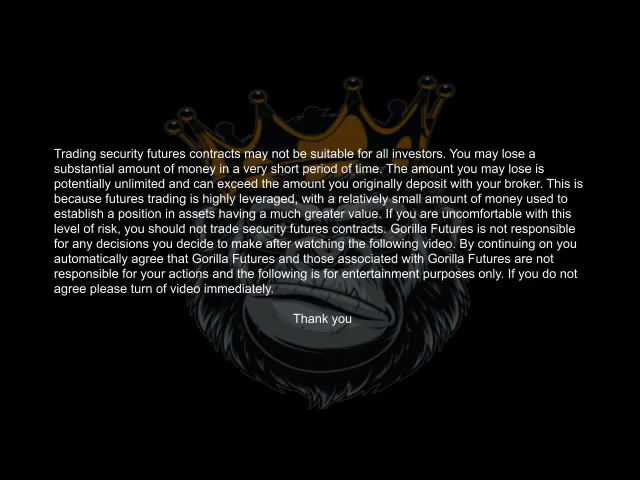 Trading security futures contracts may not be suitable for all investors. You may lose a
substantial amount of money in a very short period of time. The amount you may lose is
potentially unlimited and can exceed the amount you originally deposit with your broker. This is
because futures trading is highly leveraged, with a relatively small amount of money used to
establish a position in assets having a much greater value. If you are uncomfortable with this
level of risk, you should not trade security futures contracts. Gorilla Futures is not responsible
for any decisions you decide to make after watching the following video. By continuing on you
automatically agree that Gorilla Futures and those associated with Gorilla Futures are not
responsible for your actions and the following is for entertainment purposes only. If you do not
agree please turn of video immediately.
Thank you